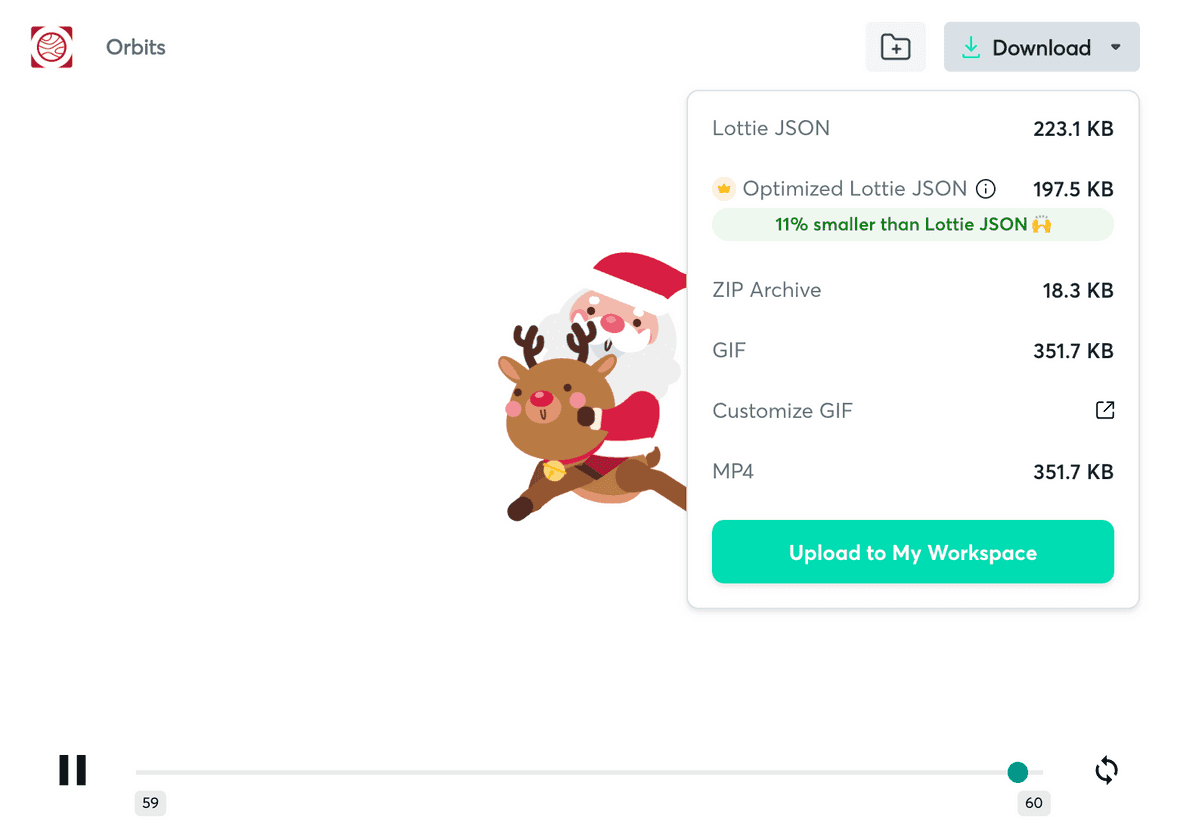 Orbits
Download
Lottie JSON 223.1 KB
Optimized Lottie JSON 197.5 KB
11% smaller than Lottie JSON 🙌
ZIP Archive 18.3 KB
GIF 351.7 KB
Customize GIF
MP4 351.7 KB
Upload to My Workspace
59 60